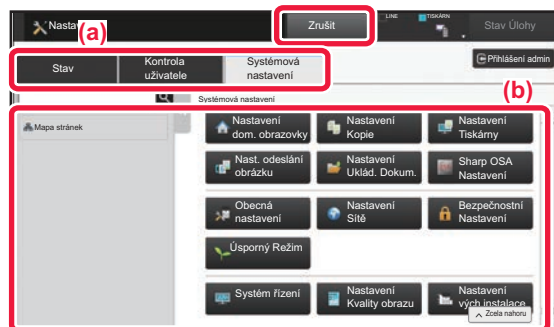 Nastav
Zrušit
LINE
TISKÁRN
Stav Úlohy
(a)
Stav
Kontrola
uživatele
Systémová
nastavení
Přihlášení admin
Systémová nastavení
(b)
Mapa stránek
Nastavení
dom. obrazovky
Nastavení
Kopie
Nastavení
Tiskárny
Nast. odeslání
obrázku
Nastavení
Uklád. Dokum.
Sharp OSA
Nastavení
Obecná
nastavení
Nastavení
Sítě
Bezpečnostní
Nastavení
Úsporný Režim
Systém řízení
Nastavení
Kvality obrazu
Nastavení
vých instalace
Zcela nahoru